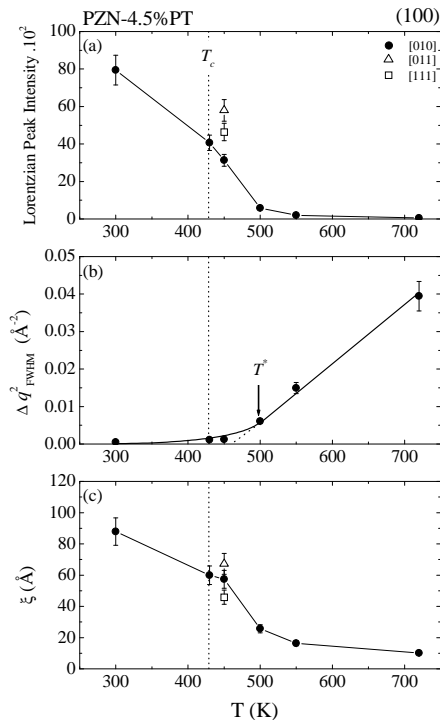 PZN-4.5%PT (100)
(a) T_c [010]
[011]
[111]
Lorentzian Peak Intensity .10²
100
80
60
40
20
0
300 400 500 600 700
(b)
Δ q²_FWHM (Å⁻²)
0.05
0.04
0.03
0.02
0.01
0.00
T*
300 400 500 600 700
(c)
ξ (Å)
120
100
80
60
40
20
0
300 400 500 600 700
T (K)